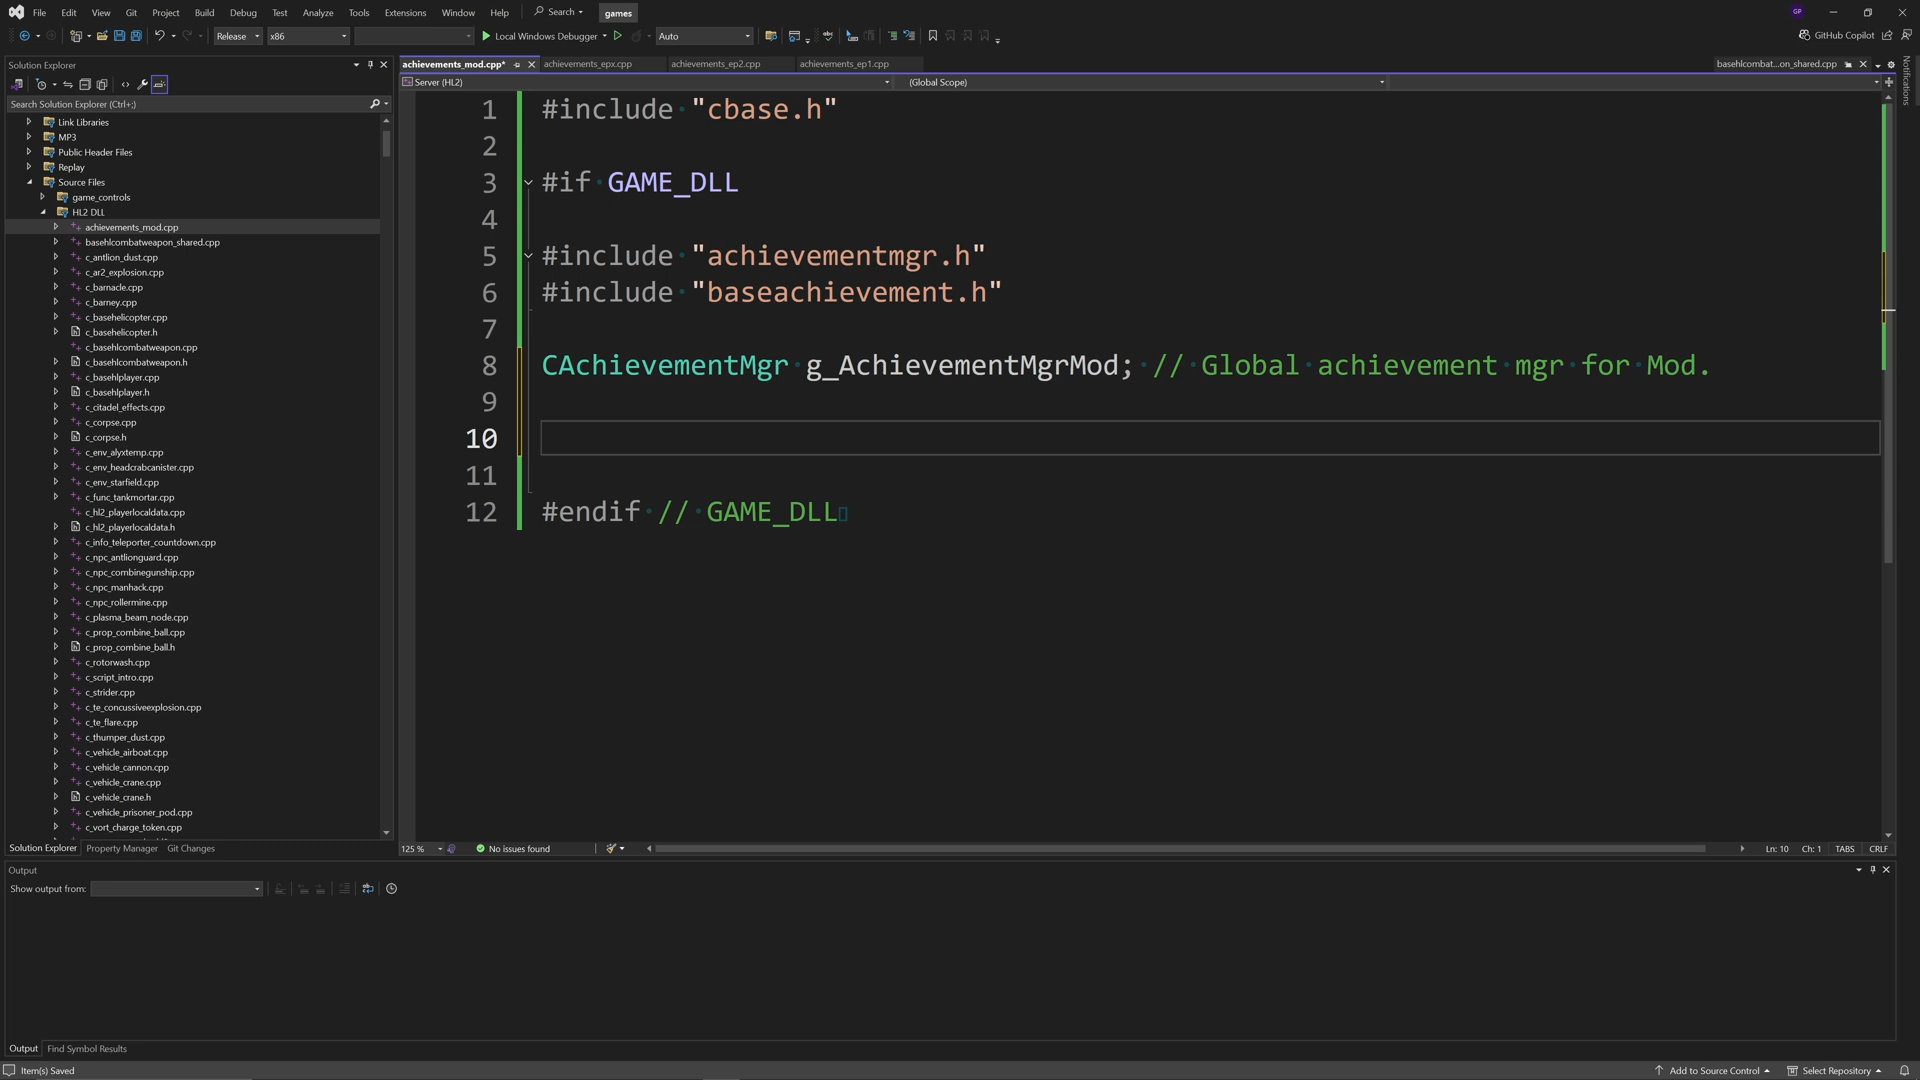 File Edit View Git Project Build Debug Test Analyze Tools Extensions Window Help Search games GP
Release x86 Local Windows Debugger Auto GitHub Copilot
Solution Explorer
Search Solution Explorer (Ctrl+;)
Link Libraries
MP3
Public Header Files
Replay
Source Files
game_controls
HL2 DLL
achievements_mod.cpp
basehlcombatweapon_shared.cpp
c_antlion_dust.cpp
c_ar2_explosion.cpp
c_barnacle.cpp
c_barney.cpp
c_basehelicopter.cpp
c_basehelicopter.h
c_basehlcombatweapon.cpp
c_basehlcombatweapon.h
c_basehlplayer.cpp
c_basehlplayer.h
c_citadel_effects.cpp
c_corpse.cpp
c_corpse.h
c_env_alyxtemp.cpp
c_env_headcrabcanister.cpp
c_env_starfield.cpp
c_func_tankmortar.cpp
c_hl2_playerlocaldata.cpp
c_hl2_playerlocaldata.h
c_info_teleporter_countdown.cpp
c_npc_antlionguard.cpp
c_npc_combinegunship.cpp
c_npc_manhack.cpp
c_npc_rollermine.cpp
c_plasma_beam_node.cpp
c_prop_combine_ball.cpp
c_prop_combine_ball.h
c_rotorwash.cpp
c_script_intro.cpp
c_strider.cpp
c_te_concussiveexplosion.cpp
c_te_flare.cpp
c_thumper_dust.cpp
c_vehicle_airboat.cpp
c_vehicle_cannon.cpp
c_vehicle_crane.cpp
c_vehicle_crane.h
c_vehicle_prisoner_pod.cpp
c_vort_charge_token.cpp
Solution Explorer Property Manager Git Changes
achievements_mod.cpp* achievements_epx.cpp achievements_ep2.cpp achievements_ep1.cpp basehlcombat...on_shared.cpp
Server (HL2) (Global Scope)
Notifications
1 #include "cbase.h"
2
3 #if GAME_DLL
4
5 #include "achievementmgr.h"
6 #include "baseachievement.h"
7
8 CAchievementMgr g_AchievementMgrMod; // Global achievement mgr for Mod.
9
10
11
12 #endif // GAME_DLL
125 % No issues found Ln: 10 Ch: 1 TABS CRLF
Output
Show output from:
Output Find Symbol Results
Item(s) Saved Add to Source Control Select Repository